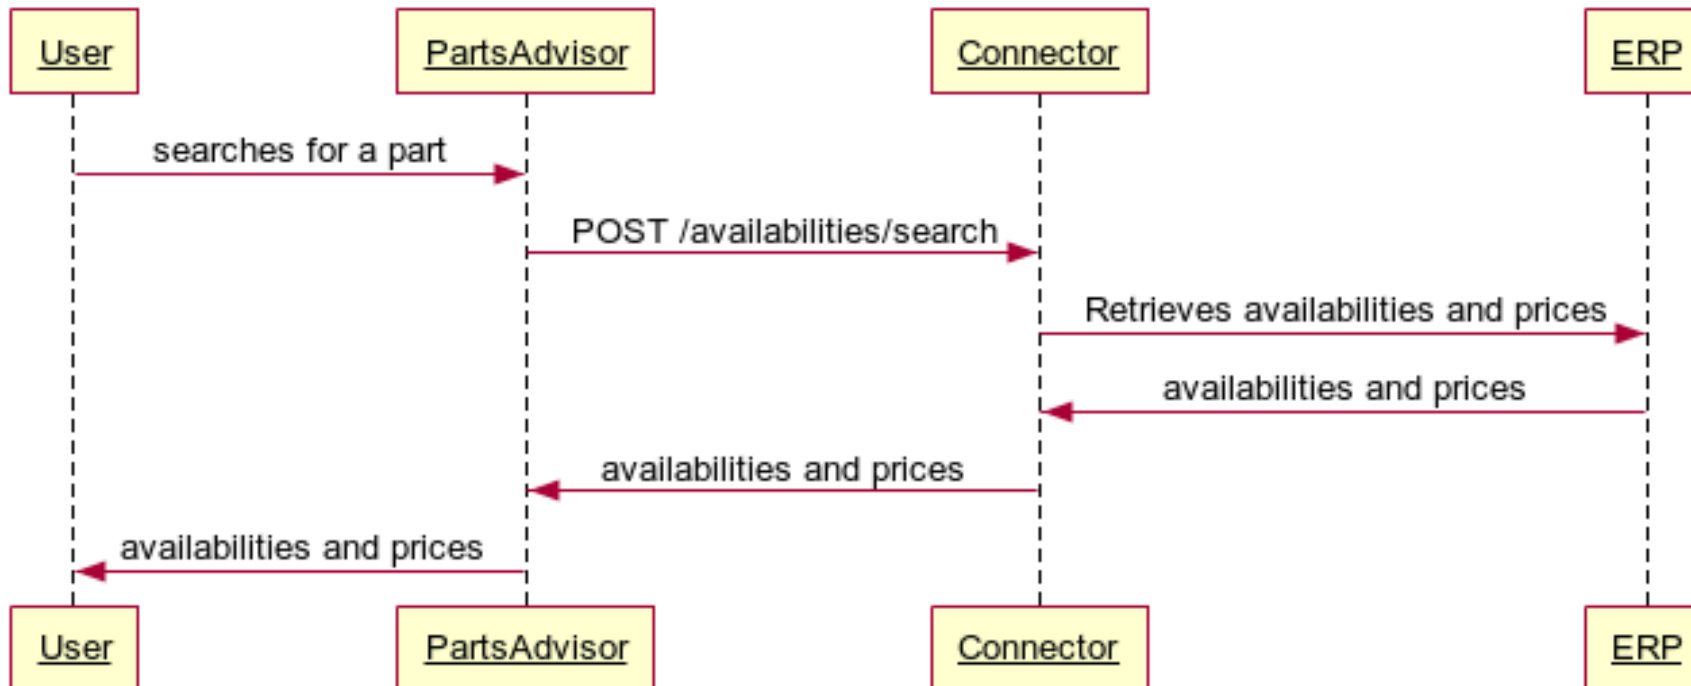 User
PartsAdvisor
Connector
ERP
searches for a part
POST /availabilities/search
Retrieves availabilities and prices
availabilities and prices
availabilities and prices
availabilities and prices
User
PartsAdvisor
Connector
ERP